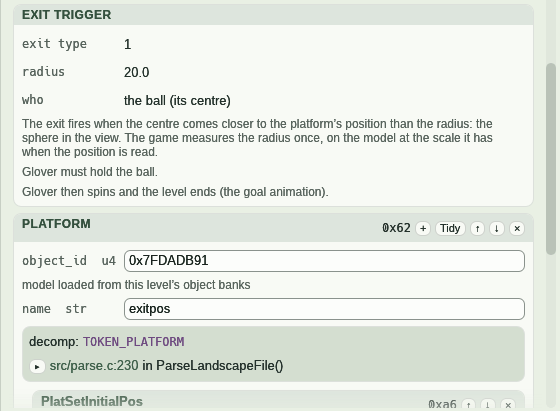 EXIT TRIGGER
exit type 1
radius 20.0
who the ball (its centre)
The exit fires when the centre comes closer to the platform's position than the radius: the
sphere in the view. The game measures the radius once, on the model at the scale it has
when the position is read.
Glover must hold the ball.
Glover then spins and the level ends (the goal animation).
PLATFORM 0x62 + Tidy ↑ ↓ ×
object_id u4 0x7FDADB91
model loaded from this level's object banks
name str exitpos
decomp: TOKEN_PLATFORM
▸ src/parse.c:230 in ParseLandscapeFile()
PlatSetInitialPos 0xa6 ↑ ↓ ×